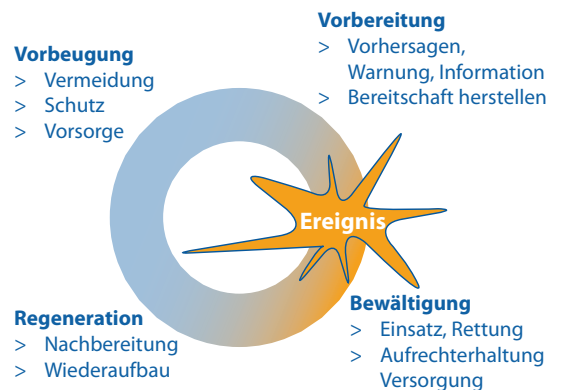 Vorbeugung
> Vermeidung
> Schutz
> Vorsorge
Vorbereitung
> Vorhersagen,
Warnung, Information
> Bereitschaft herstellen
Ereignis
Regeneration
> Nachbereitung
> Wiederaufbau
Bewältigung
> Einsatz, Rettung
> Aufrechterhaltung
Versorgung